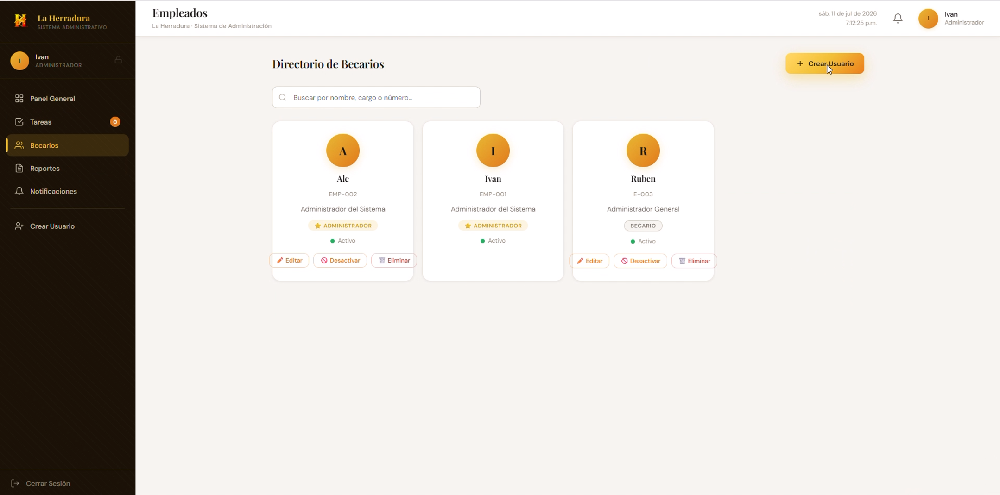 La Herradura
SISTEMA ADMINISTRATIVO
I
Ivan
ADMINISTRADOR
Panel General
Tareas
0
Becarios
Reportes
Notificaciones
Crear Usuario
Cerrar Sesión
Empleados
La Herradura · Sistema de Administración
sáb, 11 de jul de 2026
7:12:25 p.m.
I
Ivan
Administrador
Directorio de Becarios
+ Crear Usuario
Buscar por nombre, cargo o número...
A
Ale
EMP-002
Administrador del Sistema
ADMINISTRADOR
Activo
Editar
Desactivar
Eliminar
I
Ivan
EMP-001
Administrador del Sistema
ADMINISTRADOR
Activo
R
Ruben
E-003
Administrador General
BECARIO
Activo
Editar
Desactivar
Eliminar